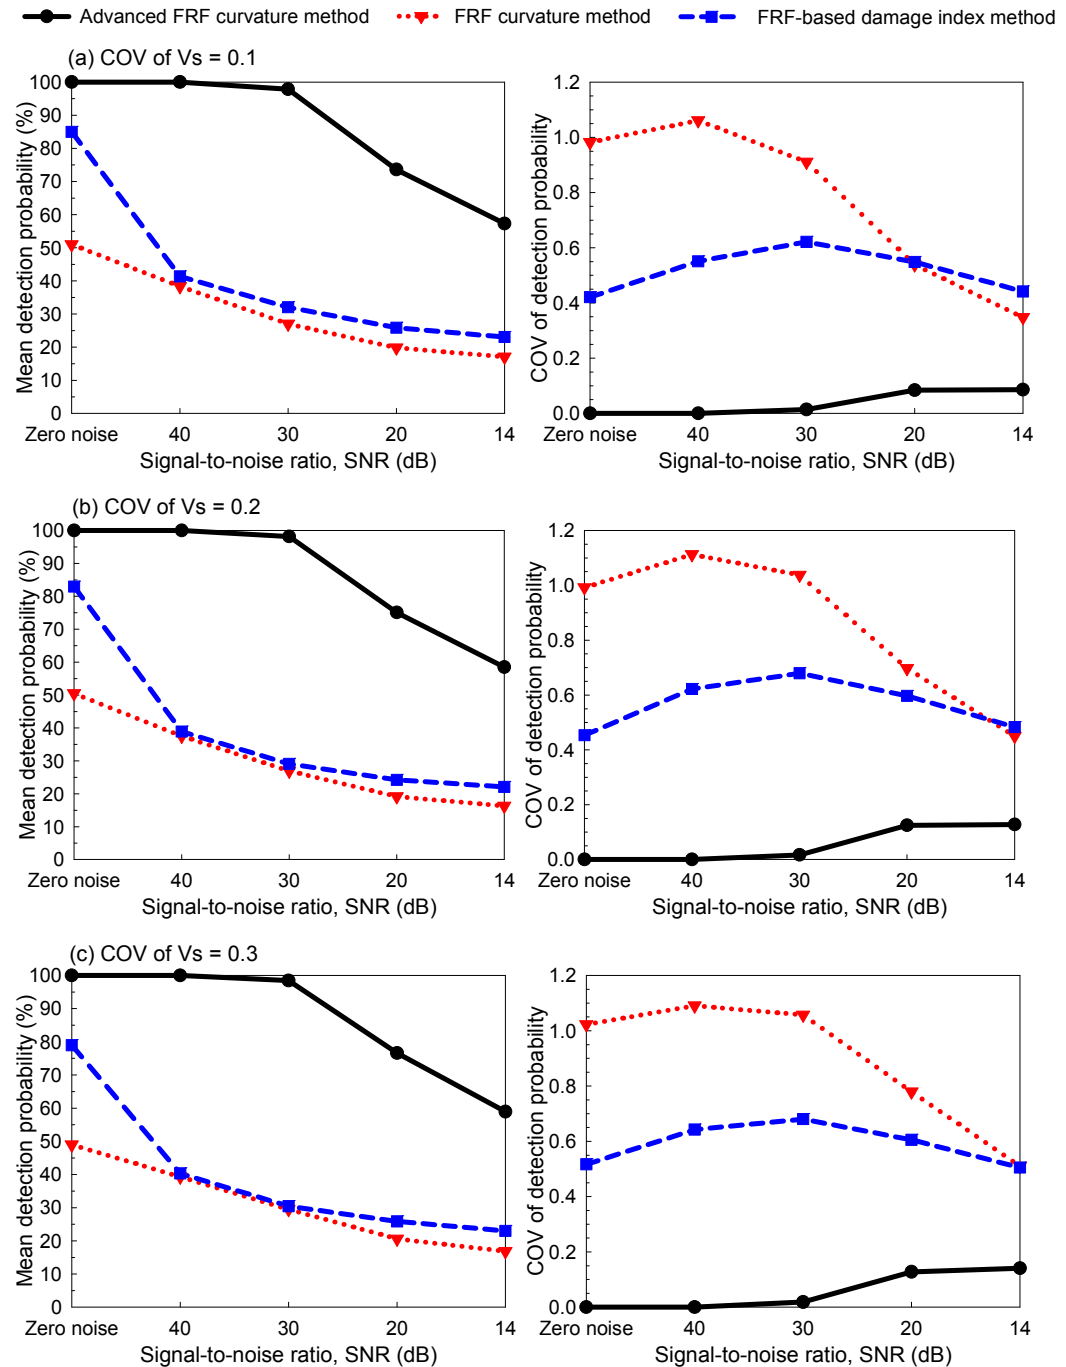 Advanced FRF curvature method FRF curvature method FRF-based damage index method
(a) COV of Vs = 0.1
Mean detection probability (%)
100
90
80
70
60
50
40
30
20
10
0
Zero noise 40 30 20 14
Signal-to-noise ratio, SNR (dB)
COV of detection probability
1.2
1.0
0.8
0.6
0.4
0.2
0.0
Zero noise 40 30 20 14
Signal-to-noise ratio, SNR (dB)
(b) COV of Vs = 0.2
Mean detection probability (%)
100
90
80
70
60
50
40
30
20
10
0
Zero noise 40 30 20 14
Signal-to-noise ratio, SNR (dB)
COV of detection probability
1.2
1.0
0.8
0.6
0.4
0.2
0.0
Zero noise 40 30 20 14
Signal-to-noise ratio, SNR (dB)
(c) COV of Vs = 0.3
Mean detection probability (%)
100
90
80
70
60
50
40
30
20
10
0
Zero noise 40 30 20 14
Signal-to-noise ratio, SNR (dB)
COV of detection probability
1.2
1.0
0.8
0.6
0.4
0.2
0.0
Zero noise 40 30 20 14
Signal-to-noise ratio, SNR (dB)